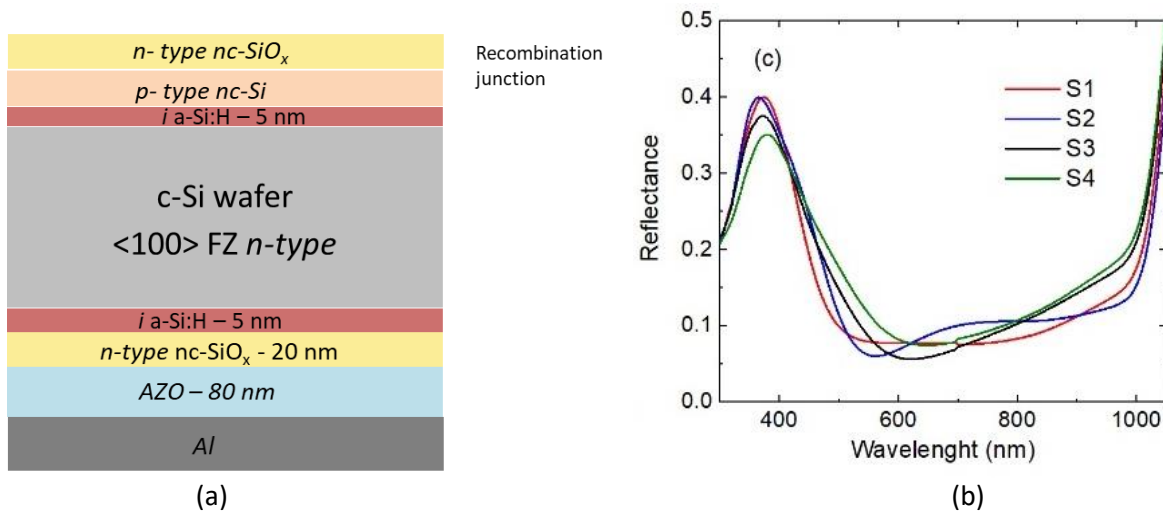 n- type nc-SiOx
p- type nc-Si
i a-Si:H – 5 nm
c-Si wafer
<100> FZ n-type
i a-Si:H – 5 nm
n-type nc-SiOx - 20 nm
AZO – 80 nm
Al
(a)
Recombination
junction
0.5
0.4
0.3
0.2
0.1
0.0
Reflectance
(c)
S1
S2
S3
S4
400
600
800
1000
Wavelenght (nm)
(b)